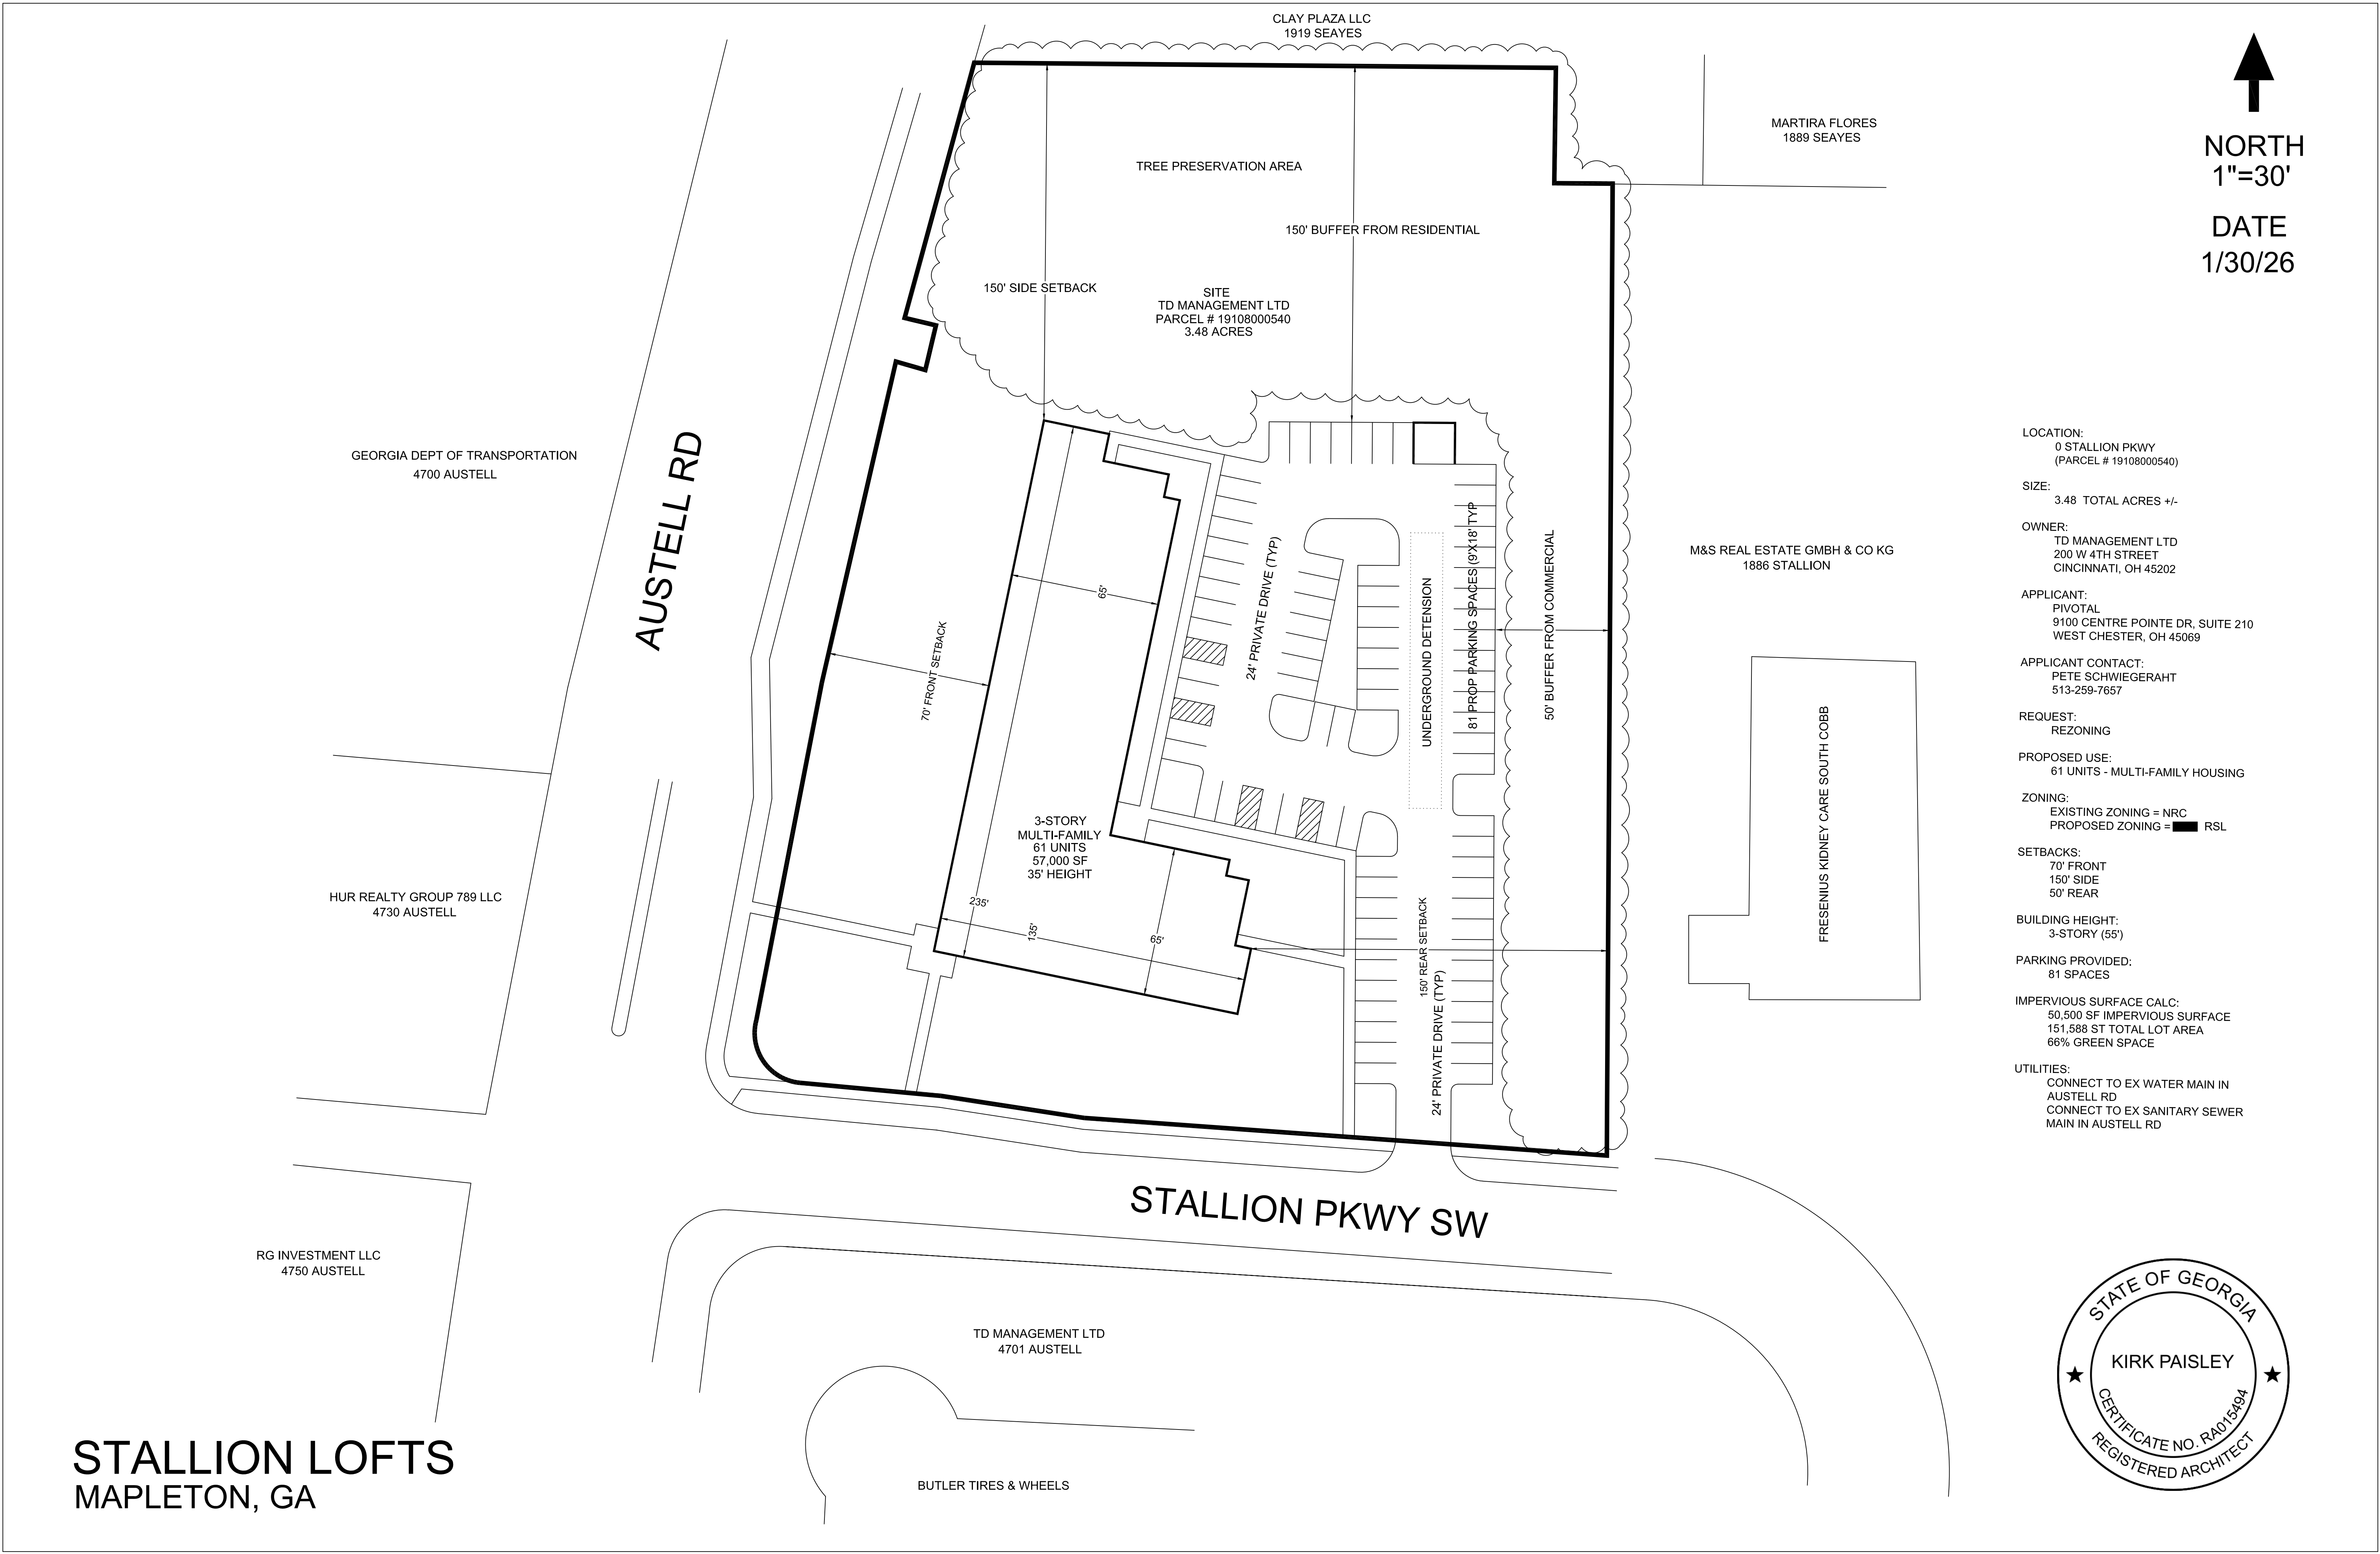 CLAY PLAZA LLC
1919 SEAYES
MARTIRA FLORES
1889 SEAYES
NORTH
1"=30'
DATE
1/30/26
TREE PRESERVATION AREA
150' BUFFER FROM RESIDENTIAL
150' SIDE SETBACK
SITE
TD MANAGEMENT LTD
PARCEL # 19108000540
3.48 ACRES
GEORGIA DEPT OF TRANSPORTATION
4700 AUSTELL
AUSTELL RD
70' FRONT SETBACK
65'
24' PRIVATE DRIVE (TYP)
UNDERGROUND DETENTION
81 PROP PARKING SPACES (9'X18' TYP
50' BUFFER FROM COMMERCIAL
M&S REAL ESTATE GMBH & CO KG
1886 STALLION
FRESENIUS KIDNEY CARE SOUTH COBB
3-STORY
MULTI-FAMILY
61 UNITS
57,000 SF
35' HEIGHT
235'
135'
65'
150' REAR SETBACK
24' PRIVATE DRIVE (TYP)
HUR REALTY GROUP 789 LLC
4730 AUSTELL
RG INVESTMENT LLC
4750 AUSTELL
STALLION PKWY SW
TD MANAGEMENT LTD
4701 AUSTELL
BUTLER TIRES & WHEELS
LOCATION:
0 STALLION PKWY
(PARCEL # 19108000540)
SIZE:
3.48 TOTAL ACRES +/-
OWNER:
TD MANAGEMENT LTD
200 W 4TH STREET
CINCINNATI, OH 45202
APPLICANT:
PIVOTAL
9100 CENTRE POINTE DR, SUITE 210
WEST CHESTER, OH 45069
APPLICANT CONTACT:
PETE SCHWIEGERAHT
513-259-7657
REQUEST:
REZONING
PROPOSED USE:
61 UNITS - MULTI-FAMILY HOUSING
ZONING:
EXISTING ZONING = NRC
PROPOSED ZONING = RSL
SETBACKS:
70' FRONT
150' SIDE
50' REAR
BUILDING HEIGHT:
3-STORY (55')
PARKING PROVIDED:
81 SPACES
IMPERVIOUS SURFACE CALC:
50,500 SF IMPERVIOUS SURFACE
151,588 ST TOTAL LOT AREA
66% GREEN SPACE
UTILITIES:
CONNECT TO EX WATER MAIN IN
AUSTELL RD
CONNECT TO EX SANITARY SEWER
MAIN IN AUSTELL RD
STATE OF GEORGIA
KIRK PAISLEY
CERTIFICATE NO. RA015494
REGISTERED ARCHITECT
STALLION LOFTS
MAPLETON, GA